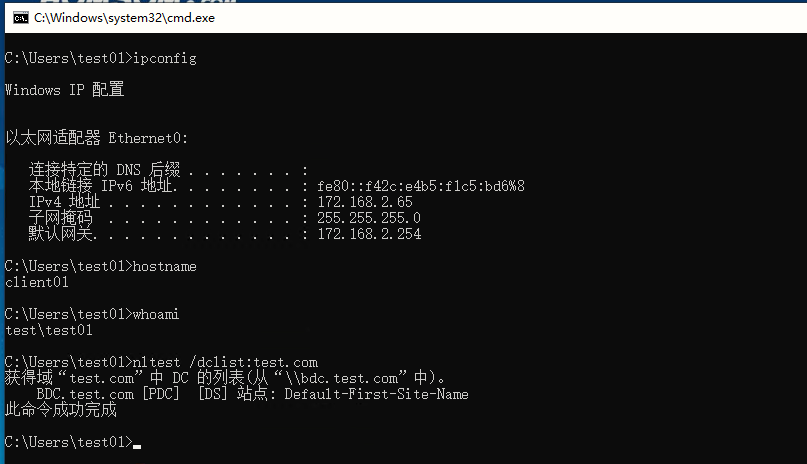 C:\Windows\system32\cmd.exe
C:\Users\test01>ipconfig
Windows IP 配置
以太网适配器 Ethernet0:
连接特定的 DNS 后缀 . . . . . . . :
本地链接 IPv6 地址. . . . . . . . : fe80::f42c:e4b5:f1c5:bd6%8
IPv4 地址 . . . . . . . . . . . . : 172.168.2.65
子网掩码 . . . . . . . . . . . . : 255.255.255.0
默认网关. . . . . . . . . . . . . : 172.168.2.254
C:\Users\test01>hostname
client01
C:\Users\test01>whoami
test\test01
C:\Users\test01>nltest /dclist:test.com
获得域“test.com”中 DC 的列表(从“\\bdc.test.com”中)。
BDC.test.com [PDC] [DS] 站点: Default-First-Site-Name
此命令成功完成
C:\Users\test01>